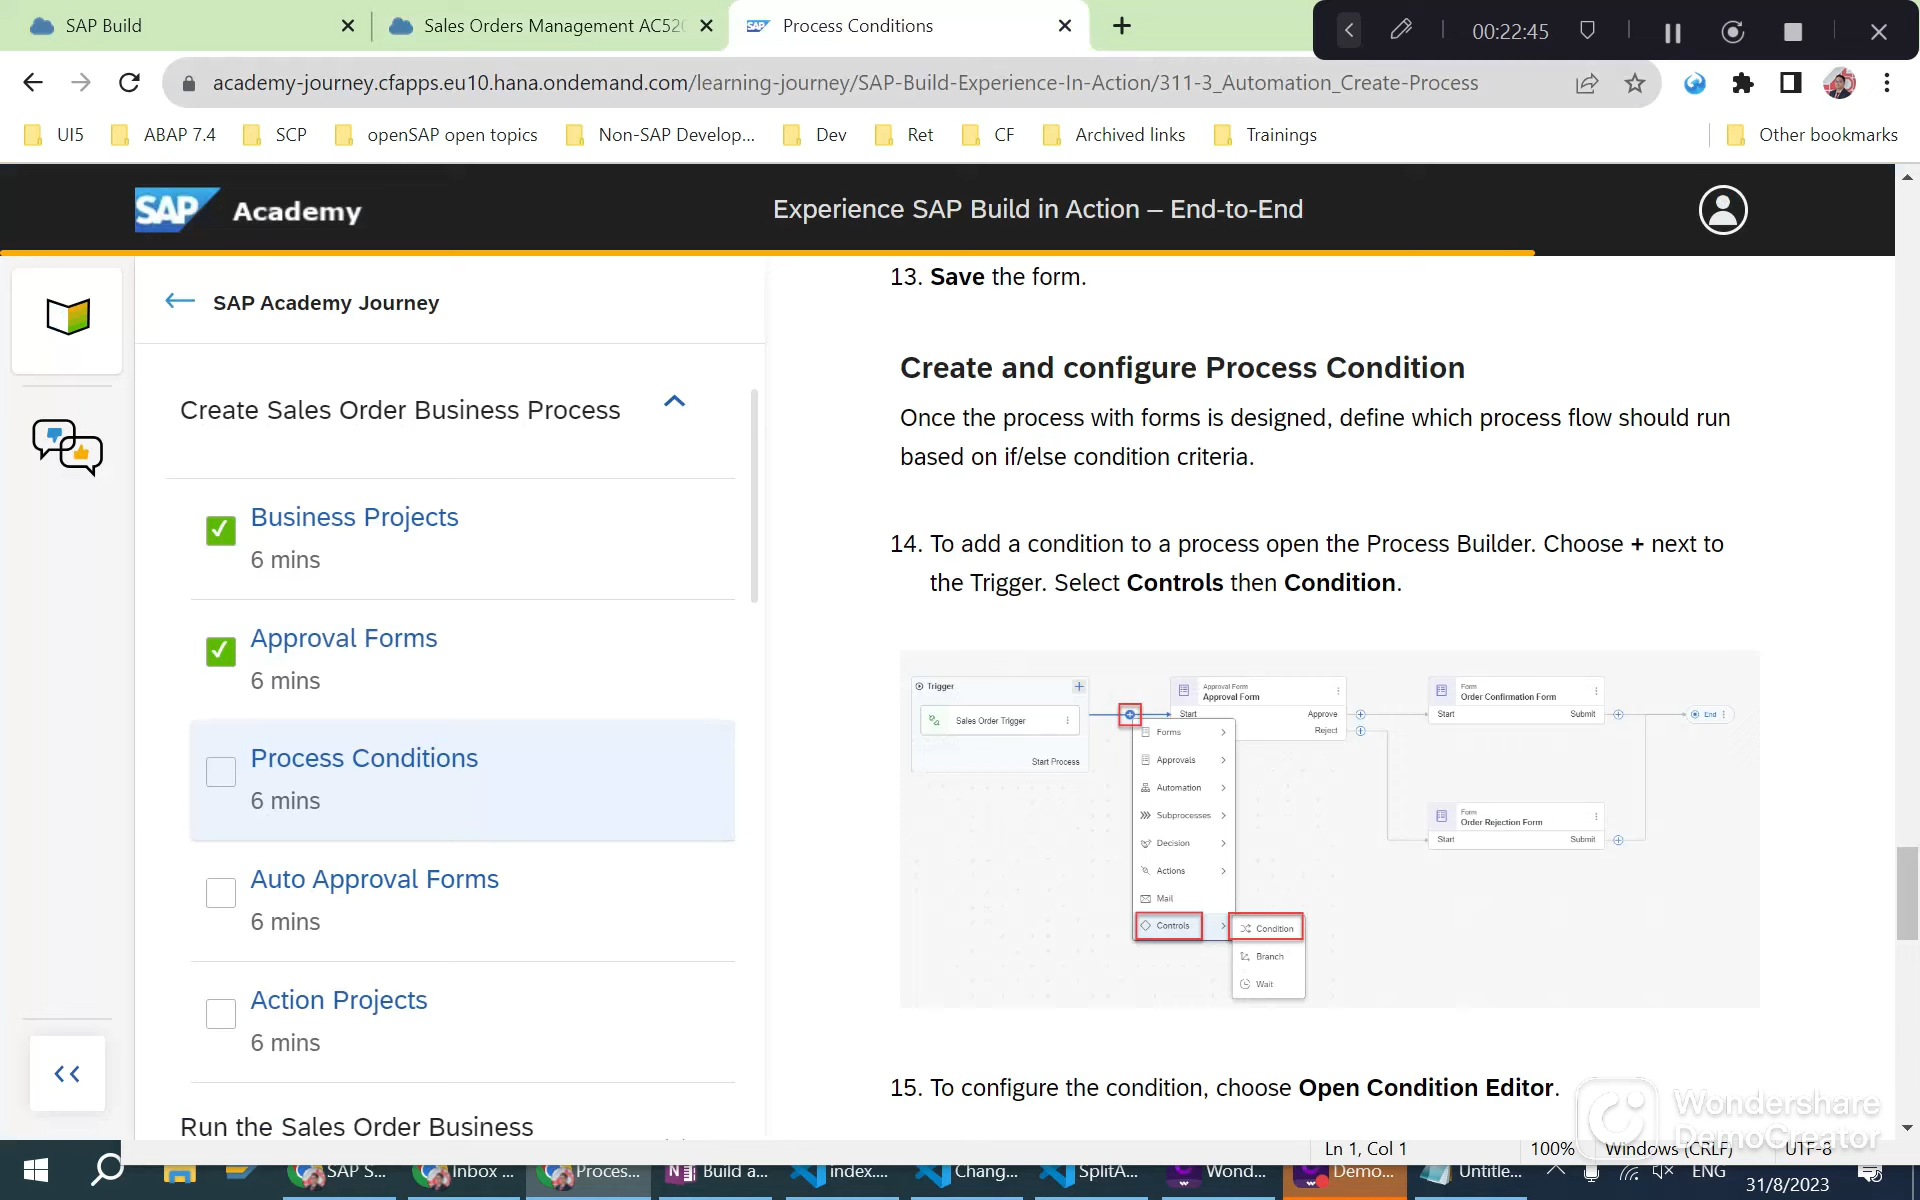 SAP Build
Sales Orders Management AC520
SAP Process Conditions
00:22:45
academy-journey.cfapps.eu10.hana.ondemand.com/learning-journey/SAP-Build-Experience-In-Action/311-3_Automation_Create-Process
UI5
ABAP 7.4
SCP
openSAP open topics
Non-SAP Develop...
Dev
Ret
CF
Archived links
Trainings
Other bookmarks
SAP Academy
Experience SAP Build in Action – End-to-End
SAP Academy Journey
Create Sales Order Business Process
Business Projects
6 mins
Approval Forms
6 mins
Process Conditions
6 mins
Auto Approval Forms
6 mins
Action Projects
6 mins
Run the Sales Order Business
13. Save the form.
Create and configure Process Condition
Once the process with forms is designed, define which process flow should run
based on if/else condition criteria.
14. To add a condition to a process open the Process Builder. Choose + next to
the Trigger. Select Controls then Condition.
Trigger
Sales Order Trigger
Start Process
Approval Form
Approval Form
Start
Approve
Reject
Forms
Approvals
Automation
Subprocesses
Decision
Actions
Mail
Controls
Condition
Branch
Wait
Form
Order Confirmation Form
Start
Submit
End
Form
Order Rejection Form
Start
Submit
15. To configure the condition, choose Open Condition Editor.
Wondershare
DemoCreator
Ln 1, Col 1
100%
Windows (CRLF)
UTF-8
SAP S...
Inbox ...
Proces...
Build a...
index....
Chang...
SplitA...
Wond...
Demo...
Untitle...
ENG
31/8/2023